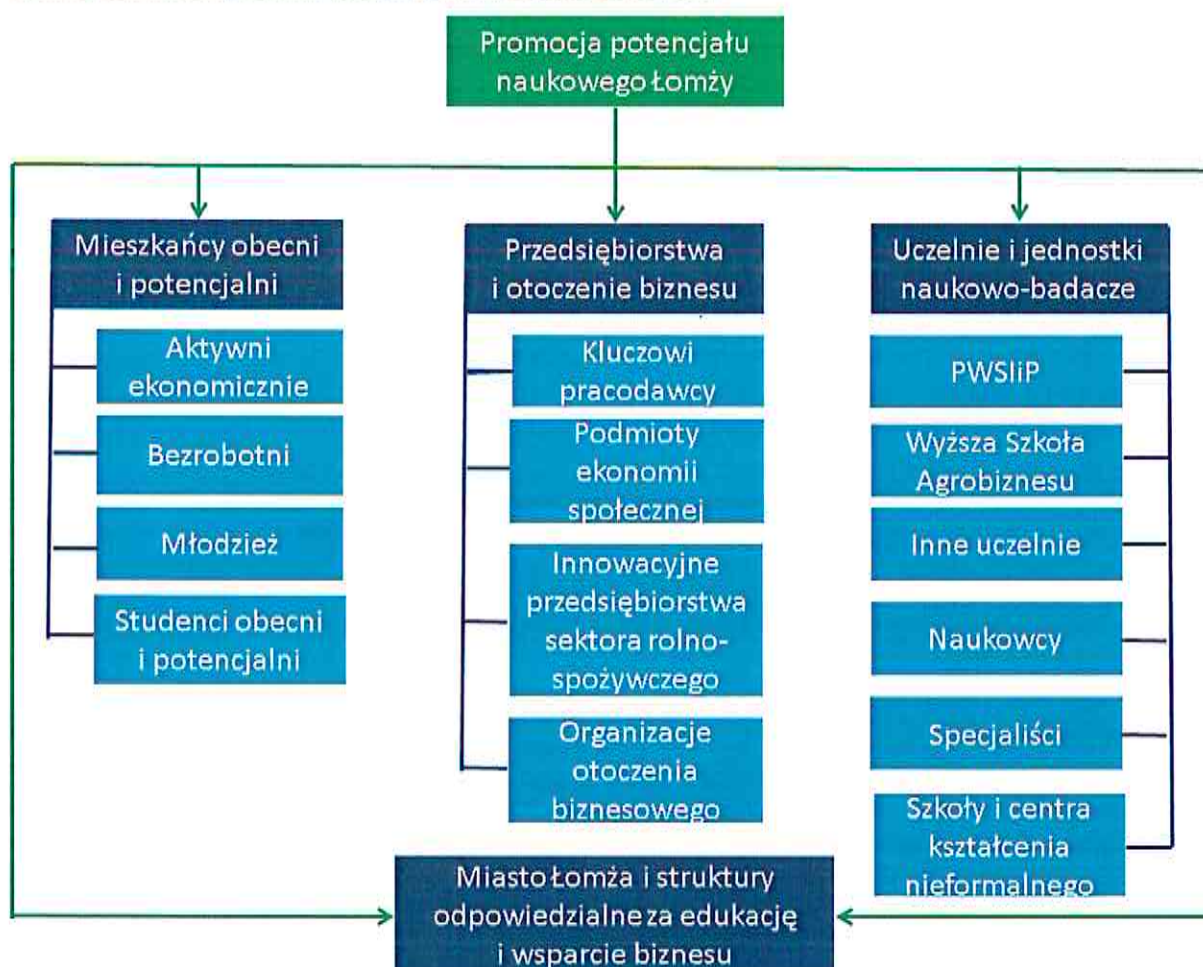 Promocja potencjału
naukowego Łomży
Mieszkańcy obecni
i potencjalni
Aktywni
ekonomicznie
Bezrobotni
Młodzież
Studenci obecni
i potencjalni
Przedsiębiorstwa
i otoczenie biznesu
Kluczowi
pracodawcy
Podmioty
ekonomii
społecznej
Innowacyjne
przedsiębiorstwa
sektora rolno-
spożywczego
Organizacje
otoczenia
biznesowego
Uczelnie i jednostki
naukowo-badacze
PWSIiP
Wyższa Szkoła
Agrobiznesu
Inne uczelnie
Naukowcy
Specjaliści
Szkoły i centra
kształcenia
nieformalnego
Miasto Łomża i struktury
odpowiedzialne za edukację
i wsparcie biznesu